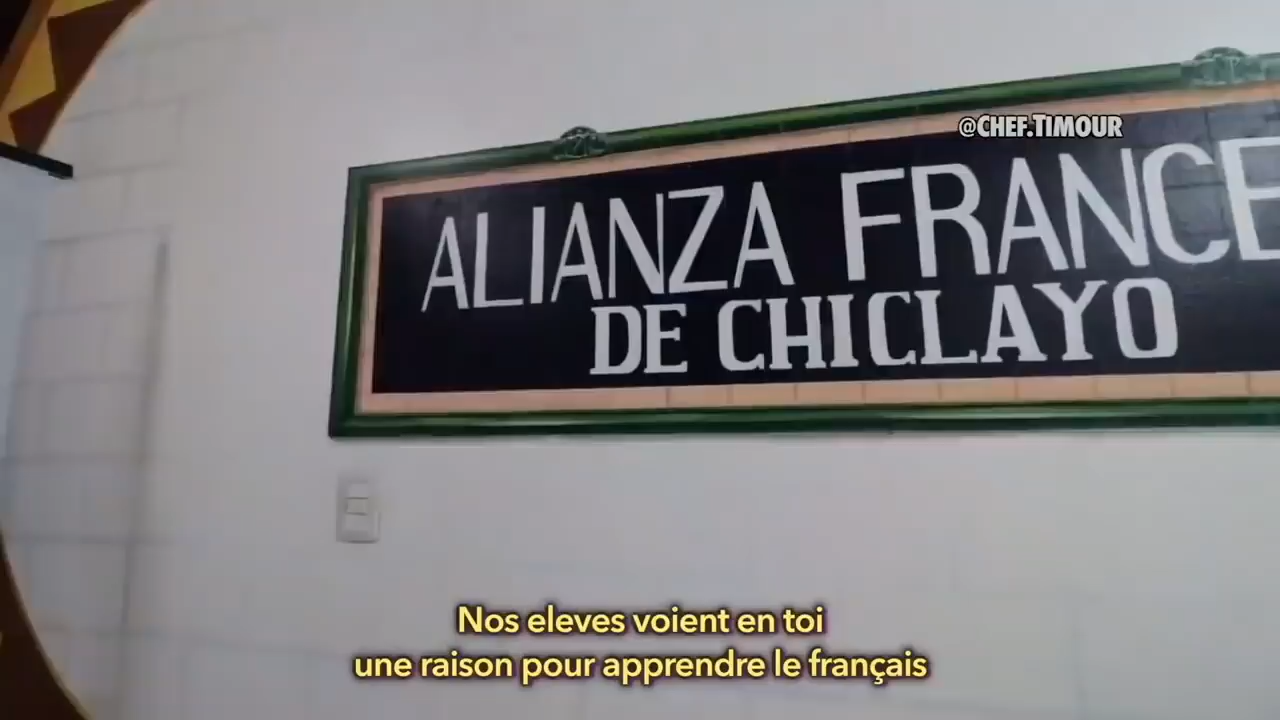 @CHEF.TIMOUR
ALIANZA FRANCE
DE CHICLAYO
Nos eleves voient en toi
une raison pour apprendre le français